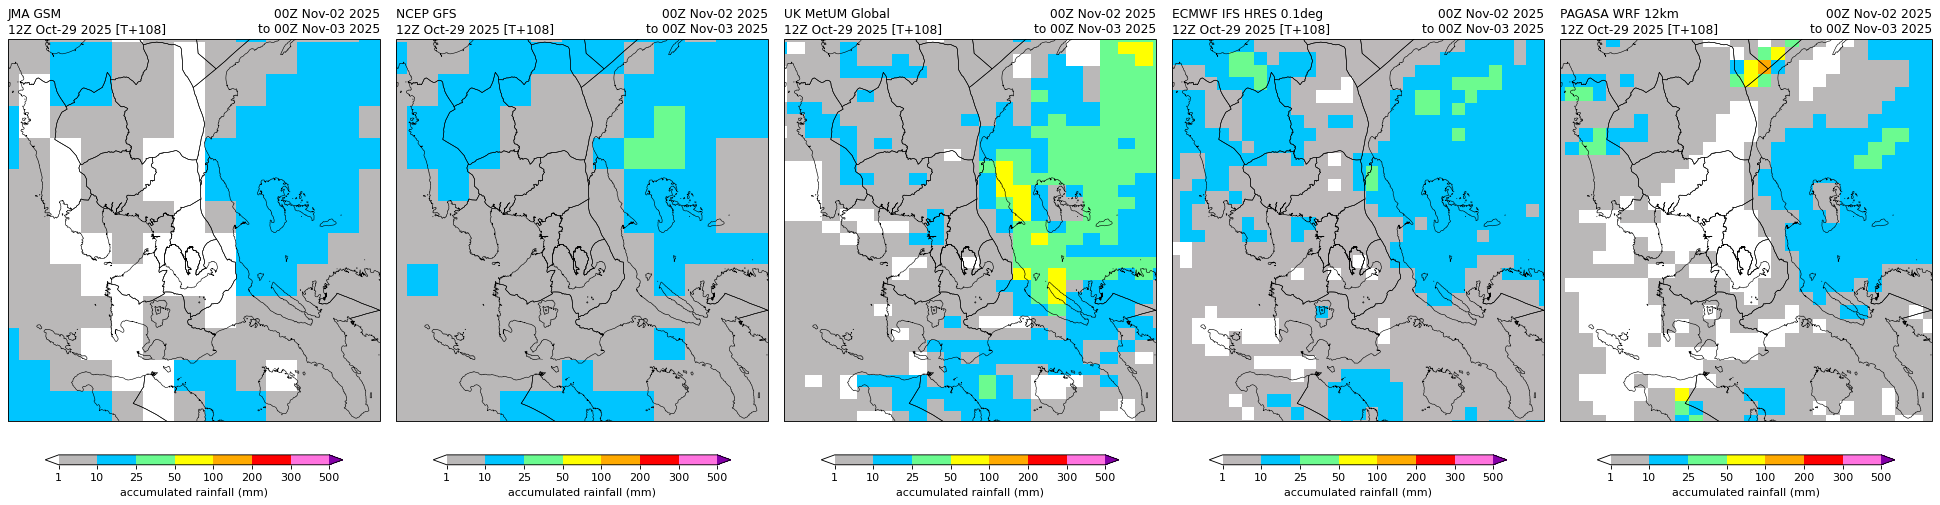 JMA GSM
00Z Nov-02 2025
12Z Oct-29 2025 [T+108]
to 00Z Nov-03 2025
NCEP GFS
00Z Nov-02 2025
12Z Oct-29 2025 [T+108]
to 00Z Nov-03 2025
UK MetUM Global
00Z Nov-02 2025
12Z Oct-29 2025 [T+108]
to 00Z Nov-03 2025
ECMWF IFS HRES 0.1deg
00Z Nov-02 2025
12Z Oct-29 2025 [T+108]
to 00Z Nov-03 2025
PAGASA WRF 12km
00Z Nov-02 2025
12Z Oct-29 2025 [T+108]
to 00Z Nov-03 2025
1 10 25 50 100 200 300 500
accumulated rainfall (mm)
1 10 25 50 100 200 300 500
accumulated rainfall (mm)
1 10 25 50 100 200 300 500
accumulated rainfall (mm)
1 10 25 50 100 200 300 500
accumulated rainfall (mm)
1 10 25 50 100 200 300 500
accumulated rainfall (mm)